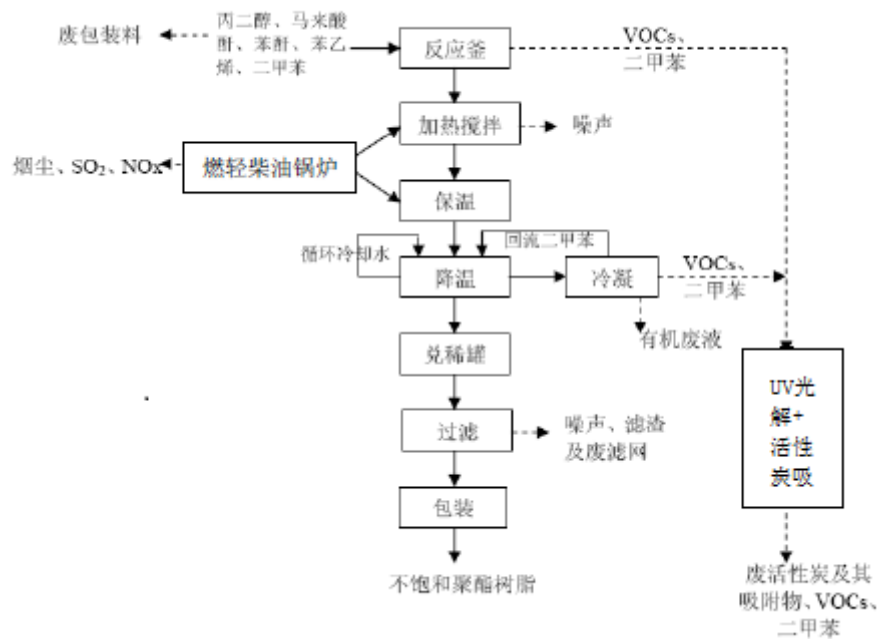 废包装料
丙二醇、马来酸
酐、苯酐、苯乙
烯、二甲苯
反应釜
VOCs、
二甲苯
加热搅拌
噪声
烟尘、SO₂、NOx
燃轻柴油锅炉
保温
循环冷却水
回流二甲苯
降温
冷凝
VOCs、
二甲苯
有机废液
兑稀罐
UV光
解+
活性
炭吸
过滤
噪声、滤渣
及废滤网
包装
不饱和聚酯树脂
废活性炭及其
吸附物、VOCs、
二甲苯